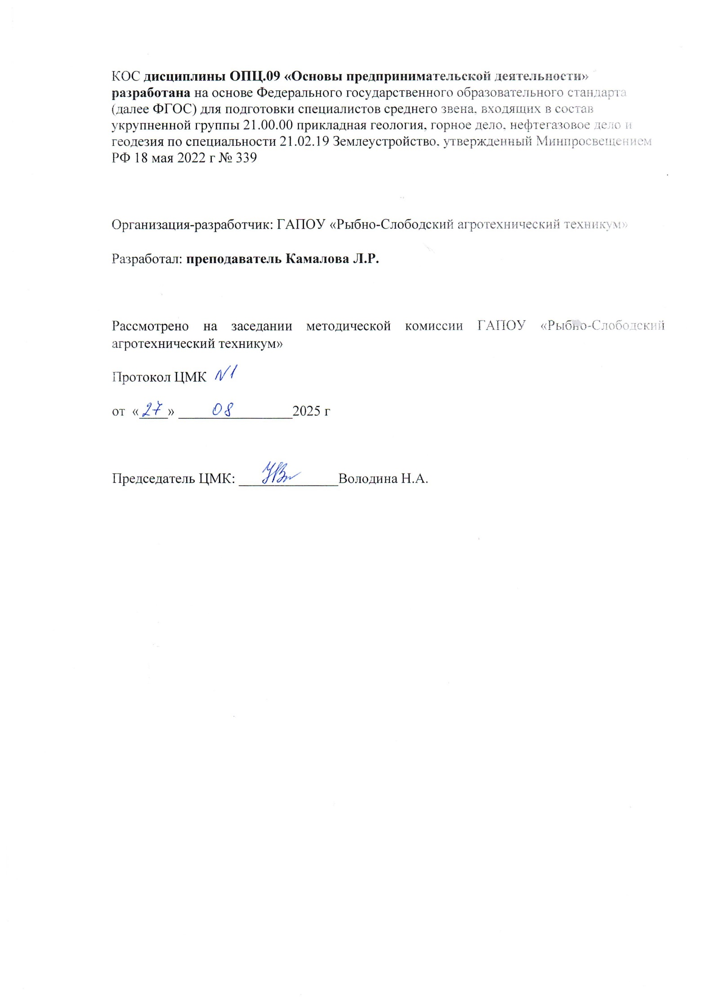 КОС дисциплины ОПЦ.09 «Основы предпринимательской деятельности»
разработана на основе Федерального государственного образовательного стандарта
(далее ФГОС) для подготовки специалистов среднего звена, входящих в состав
укрупненной группы 21.00.00 прикладная геология, горное дело, нефтегазовое дело и
геодезия по специальности 21.02.19 Землеустройство, утвержденный Минпросвещением
РФ 18 мая 2022 г № 339
Организация-разработчик: ГАПОУ «Рыбно-Слободский агротехнический техникум»
Разработал: преподаватель Камалова Л.Р.
Рассмотрено на заседании методической комиссии ГАПОУ «Рыбно-Слободский
агротехнический техникум»
Протокол ЦМК N1
от «27» 08 2025 г
Председатель ЦМК: Володина Н.А.